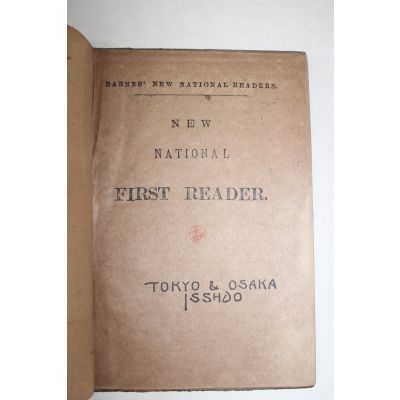 BARNES' NEW NATIONAL READERS.
NEW
NATIONAL
FIRST READER.
TOKYO & OSAKA
ISSHDO